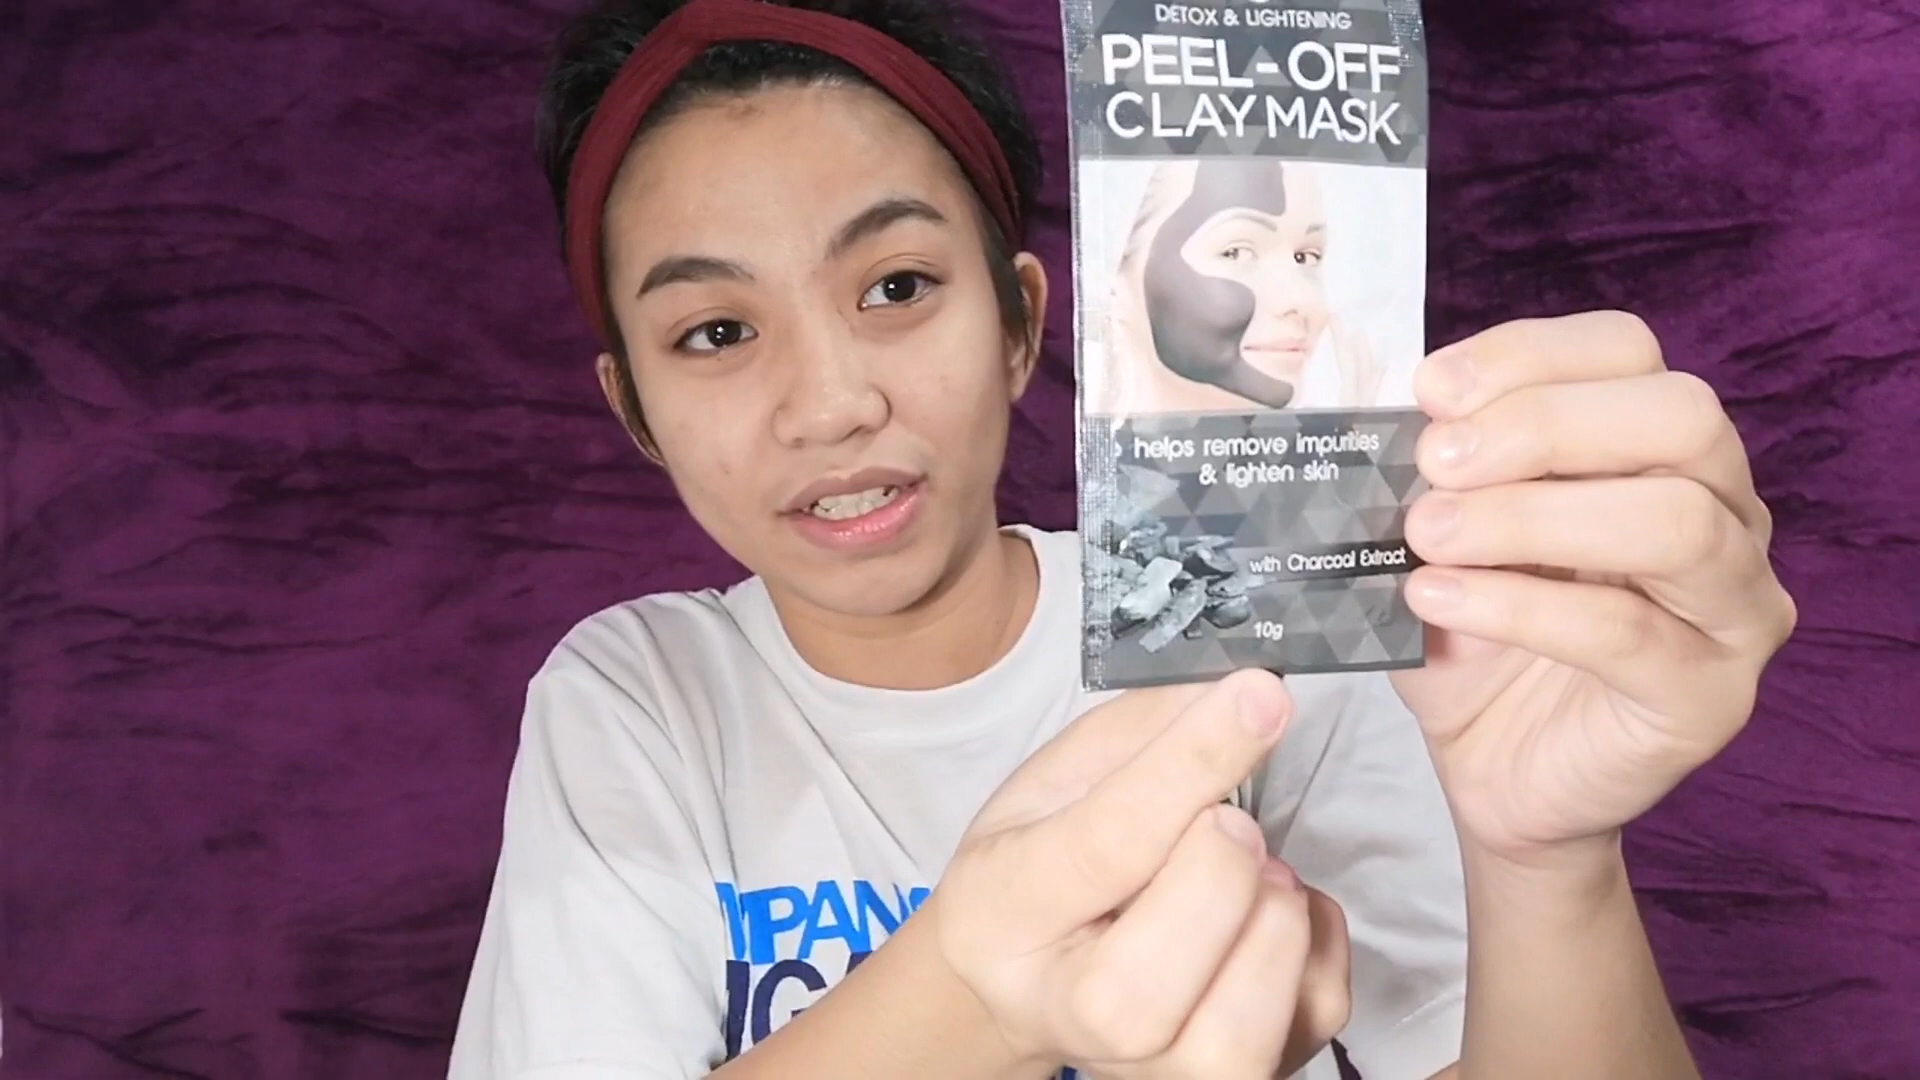 DETOX & LIGHTENING
PEEL-OFF
CLAY MASK
helps remove impurities
& lighten skin
with Charcoal Extract
10g